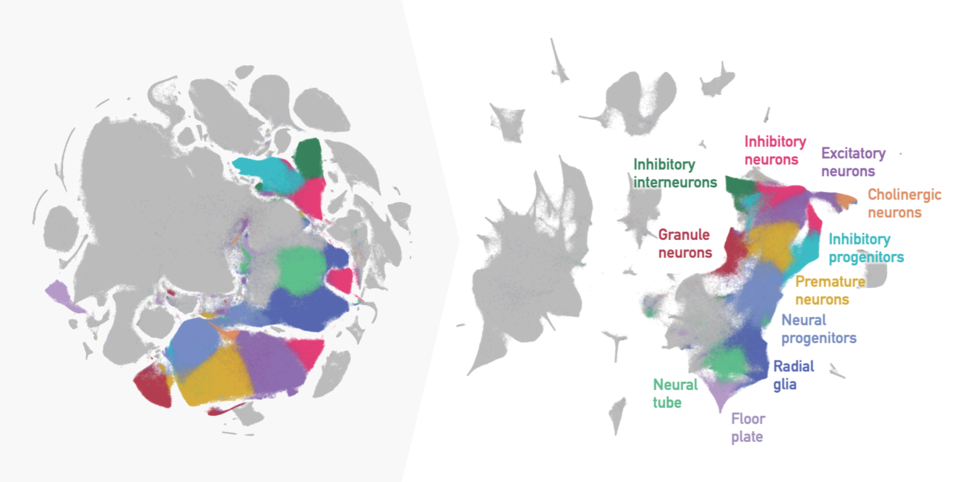 Inhibitory
neurons
Excitatory
neurons
Inhibitory
interneurons
Cholinergic
neurons
Granule
neurons
Inhibitory
progenitors
Premature
neurons
Neural
progenitors
Radial
glia
Neural
tube
Floor
plate